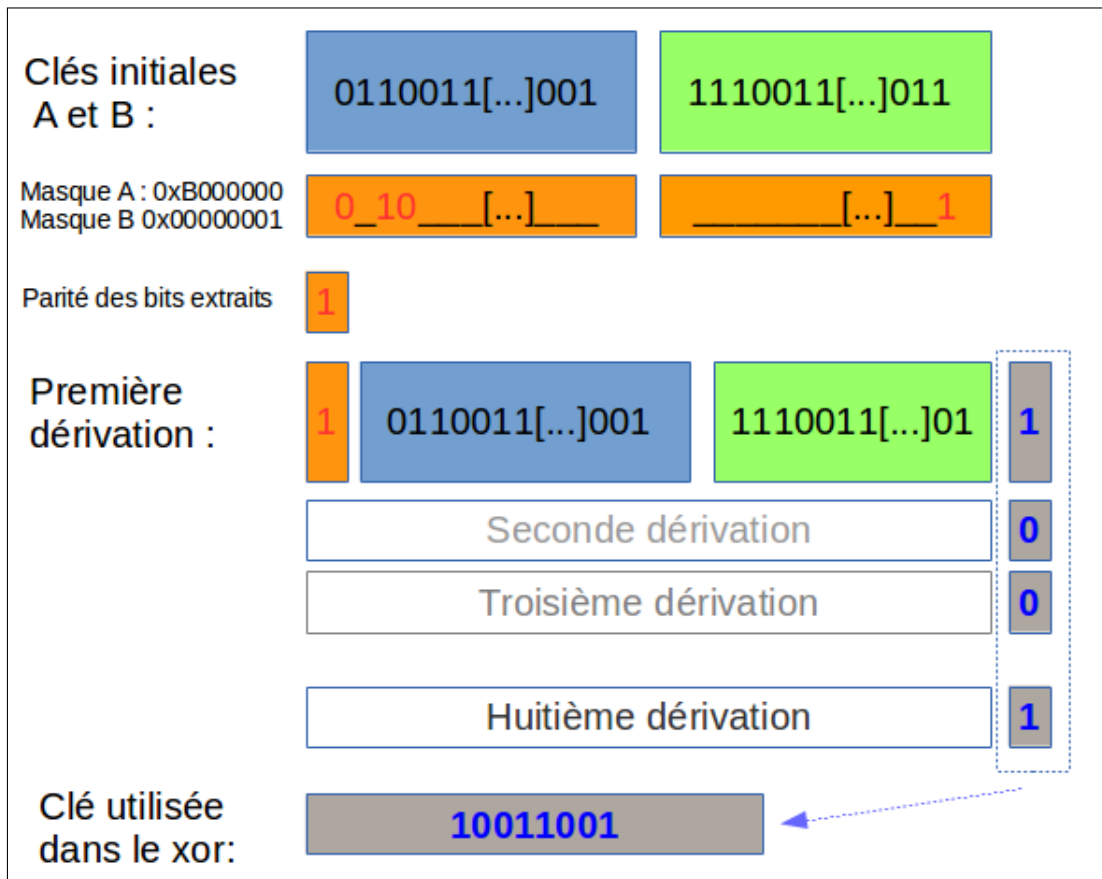 Clés initiales
A et B :
0110011[...]001
1110011[...]011
Masque A : 0xB000000
Masque B 0x00000001
0_10___[...]___
_______[...]__1
Parité des bits extraits
1
Première
dérivation :
1
0110011[...]001
1110011[...]01
1
Seconde dérivation
0
Troisième dérivation
0
Huitième dérivation
1
Clé utilisée
dans le xor:
10011001